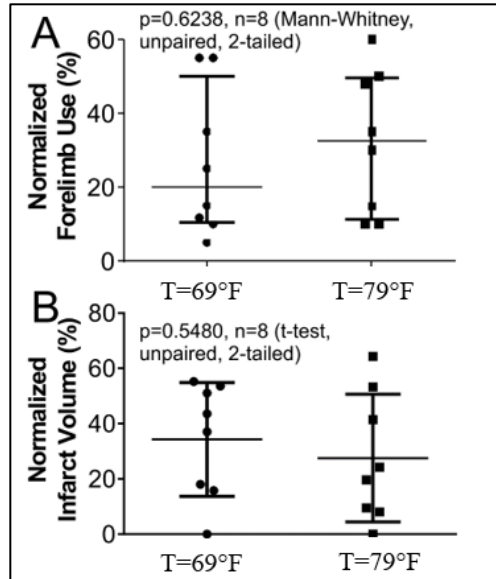 A
p=0.6238, n=8 (Mann-Whitney,
unpaired, 2-tailed)
Normalized
Forelimb Use (%)
60
40
20
0
T=69°F T=79°F
B
p=0.5480, n=8 (t-test,
unpaired, 2-tailed)
Normalized
Infarct Volume (%)
80
60
40
20
0
T=69°F T=79°F